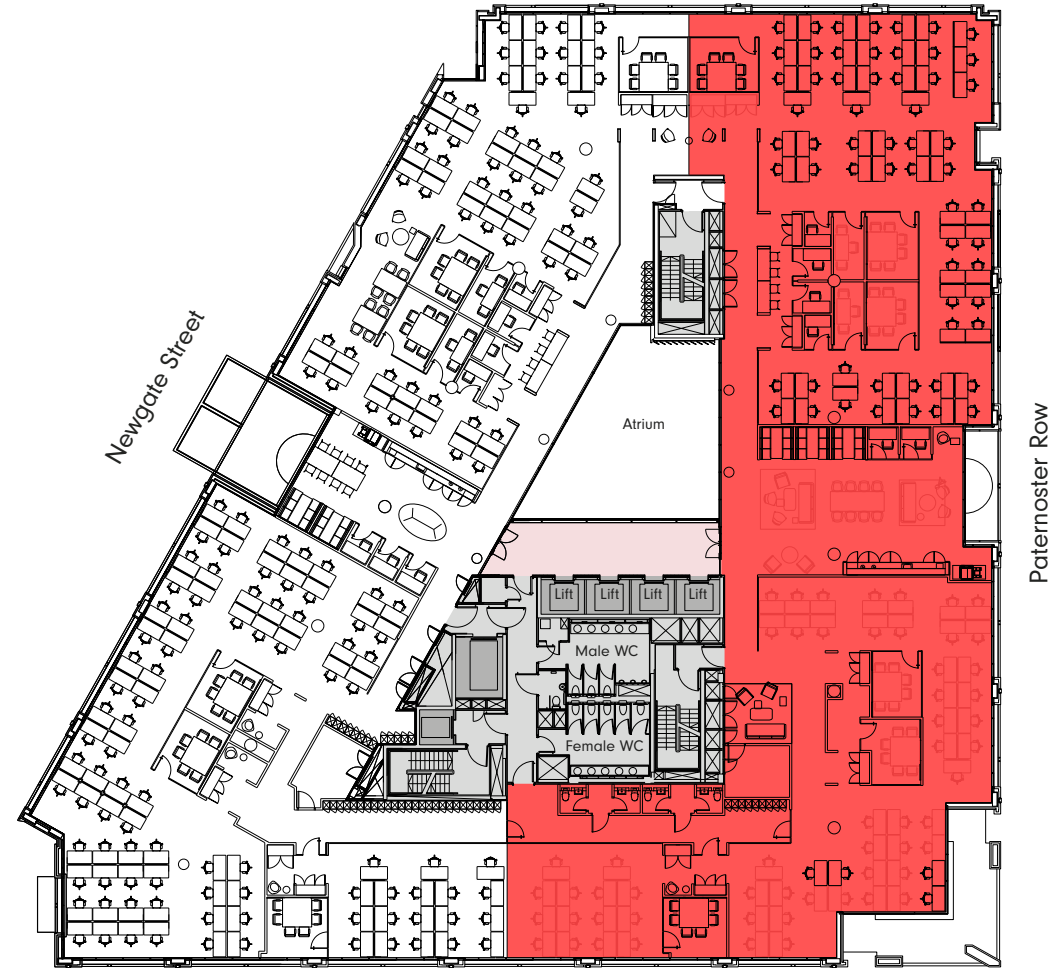 Newgate Street
Atrium
Paternoster Row
Lift
Lift
Lift
Lift
Male WC
Female WC